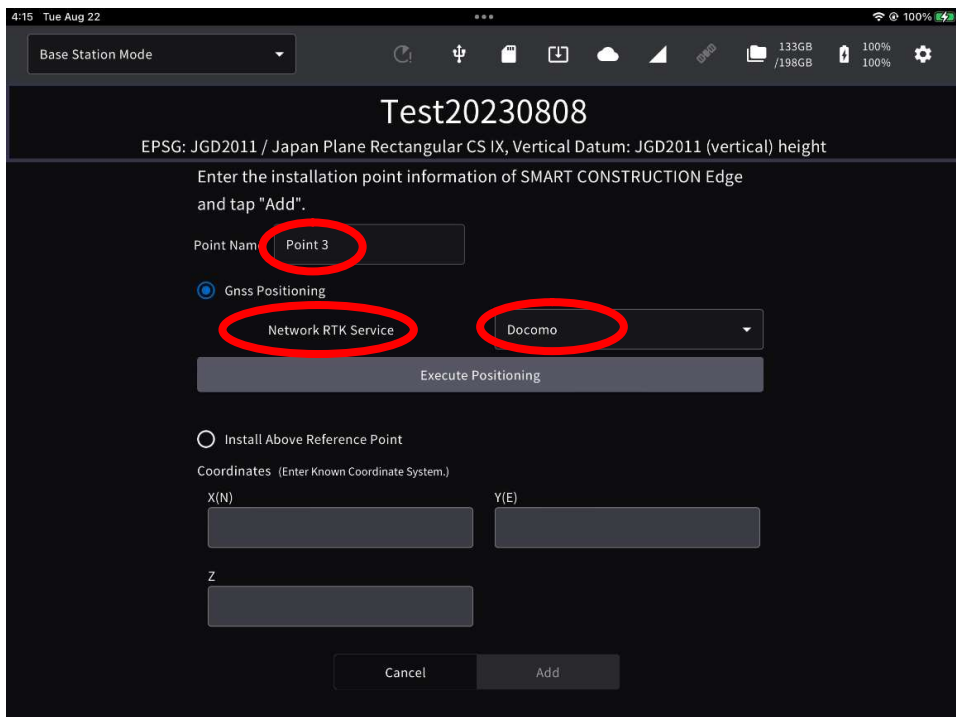 4:15 Tue Aug 22
100%
Base Station Mode
133GB
/198GB
100%
100%
Test20230808
EPSG: JGD2011 / Japan Plane Rectangular CS IX, Vertical Datum: JGD2011 (vertical) height
Enter the installation point information of SMART CONSTRUCTION Edge
and tap "Add".
Point Name
Point 3
Gnss Positioning
Network RTK Service
Docomo
Execute Positioning
Install Above Reference Point
Coordinates (Enter Known Coordinate System.)
X(N)
Y(E)
Z
Cancel
Add